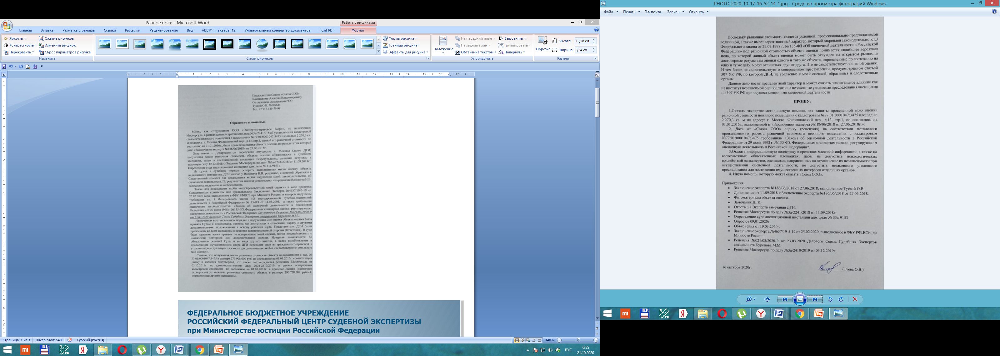 Разное.docx - Microsoft Word
Работа с рисунками
Главная Вставка Разметка страницы Ссылки Рассылки Рецензирование Вид ABBYY FineReader 12 Универсальный конвертер документов Foxit PDF Формат
Яркость
Контрастность
Перекрасить
Сжатие рисунков
Изменить рисунок
Сброс параметров рисунка
Изменить
Стили рисунков
Форма рисунка
Граница рисунка
Эффекты для рисунка
Положение
На передний план
На задний план
Обтекание текстом
Выровнять
Группировать
Повернуть
Упорядочить
Обрезка
Высота: 12,58 см
Ширина: 8,34 см
Размер
Председателю Совета «Союза СОО»
Каминскому Алексею Владимировичу
От оценщика Ассоциации РОО
Туевой О.В. №009681
Тел. +7 915-180-59-98
Обращение за помощью
Мною, как сотрудником ООО «Экспертно-правовое Бюро», по назначению
Мосгорсуда, в рамках административного дела №3а-2241/018 об установлении кадастровой
стоимости нежилого помещения с кадастровым №77:01:0001047:3475 площадью 2 270,3 кв.
м по адресу: г. Москва, Филипповский пер., д.13, стр.1, равной его рыночной стоимости по
состоянию на 01.01.2016г., была проведена оценка объекта оценки, по результатам которой
дано «Заключение эксперта №186/06/2018» от 27.06.2018г.
Ответчиком – Департаментом городского имущества г. Москвы (далее ДГИ)
полученная мною рыночная стоимость объекта оценки обжаловалось в судебном
заседании, затем в апелляционной инстанции безрезультатно; решение вступило в
законную силу 12.12.2018г. (Решение Мосгорсуда по делу №3а-2241/2018 от 11.09.2018г.;
Определение суда апелляционной инстанции адм. дело № 33а-9153).
Не сумев в судебном порядке оспорить выполненную мною оценку объекта
недвижимого имущества, ДГИ заказал у Воловича Н.В. рецензию, с которой обратился в
Следственный комитет для доказывания якобы нарушения мной законодательства об
оценочной деятельности. По результатам анализа установлено, что рецензия Воловича Н.В.
голословна, надумана и необоснованна.
Также для доказывания якобы «недобросовестной моей оценки» в ходе проверки
Следственным комитетом мне предъявлялось Заключение Эксперта №4637/19-5-19 от
25.02.2020 года, выполненное в ФБУ РФЦСЭ при Минюсте России, в котором нарушены
требования ст. 8 Федерального закона «О государственной судебно-экспертной
деятельности в Российской Федерации» № 73-ФЗ от 31.05.2001, а также требования
оценочного законодательства: «Закона об оценочной деятельности в Российской
Федерации» от 29 июля 1998 г. №135-ФЗ, Федеральных стандартов оценки, регулирующих
оценочную деятельность в Российской Федерации (по выводам Рецензии №021/03/2020-Р
от 23.03.2020 Делового Союза Судебных Экспертов специалиста Курепова М.М.).
Назначенная в установленном порядке и порученная мне оценка объекта оценки была
принята Судом и исследована, оценена как допустимая и относимая, наряду с другими
доказательствами, положенными в основу решения Суда. Представители ДГИ были
привлечены ко всем заседаниям в качестве заинтересованной стороны (Ответчика). В суде
были наделены всеми правами по оспариванию моей оценки, могли ходатайствовать о
назначении повторной или дополнительной оценки. Исчерпав возможности по
обжалованию решений Суда, и не видя другого выхода, в целях возобновления и
продолжения имущественного спора ДГИ переводит спор из гражданского-правовой в
уголовно-процессуальную плоскость для доказывания якобы «недостоверного результата
мой оценки».
Считаю, что полученная мною рыночная стоимость объекта недвижимости с кад. №
77:01:0001047:3475 в размере 279 908 000 руб. по состоянию на 01.01.2016г. соответствует
рынку и является достоверной, что также подтверждается решением Мосгорсуда от
03.12.2019г. по административному делу №3а-2410/2019: в рамках оспаривания
кадастровой стоимости по состоянию на 01.01.2018г. в процессе оценки (оценочной
экспертизы) установлена рыночная стоимость объекта в размере 296 728 587 рублей,
определенная другим оценщиком.
ФЕДЕРАЛЬНОЕ БЮДЖЕТНОЕ УЧРЕЖДЕНИЕ
РОССИЙСКИЙ ФЕДЕРАЛЬНЫЙ ЦЕНТР СУДЕБНОЙ ЭКСПЕРТИЗЫ
при Министерстве юстиции Российской Федерации
Страница: 1 из 3 Число слов: 540 Русский (Россия) 140%
РУС
0:55
21.10.2020
PHOTO-2020-10-17-16-52-14-1.jpg - Средство просмотра фотографий Windows
Файл Печать Эл. почта Запись Открыть
Поскольку рыночная стоимость является условной, профессионально-предполагаемой
величиной, а также имеет вероятностный характер, который закреплен законодательно: ст.3
Федерального закона от 29.07.1998 г. № 135-ФЗ «Об оценочной деятельности в Российской
Федерации» под рыночной стоимостью объекта оценки понимается «наиболее вероятная
цена, по которой данный объект оценки может быть отчужден на открытом рынке…»
достоверные результаты оценки одного и того же объекта, определенные по состоянию на
одну и ту же дату, могут отличаться друг от друга. Это не свидетельствует о ложной оценке.
И тем более не свидетельствует о совершенном преступлении, предусмотренном статьей
307 УК РФ, по которой ДГИ, не согласные с моей оценкой, обратились в следственные
органы.
Данное дело носит прецедентный характер и может оказать значительное влияние как
на институт независимой оценки, так и на незаконные уголовные преследования оценщиков
по 307 УК РФ при осуществлении ими оценочной деятельности.
ПРОШУ:
1.Оказать экспертно-методическую помощь для защиты проведенной мою оценки
рыночной стоимости нежилого помещения с кадастровым №77:01:0001047:3475 площадью
2 270,3 кв. м по адресу: г. Москва, Филипповский пер., д.13, стр.1, по состоянию на
01.01.2016г., выполненной в «Заключении эксперта №186/06/2018 от 27.06.2018г.».
2. Дать от «Союза СОО» оценку (рецензию) на соответствии методологи
произведенного расчета рыночной стоимости нежилого помещения с кадастровым
№77:01:0001047:3475 требованиям «Закона об оценочной деятельности в Российской
Федерации» от 29 июля 1998 г. №135-ФЗ, Федеральным стандартам оценки, регулирующим
оценочную деятельность в Российской Федерации?.
3.Оказать информационную поддержку в средствах массовой информации, а также на
всевозможных общественных площадках, дабы не допустить психологических
воздействий на экспертов, оценщиков, направленных на ограничение их независимости при
осуществлении оценочной деятельности; не допустить незаконного уголовного
преследования для достижения имущественных интересов отдельных органов.
4. Иную помощь, которую может оказать «Союз СОО».
Приложения:
• Заключение эксперта №186/06/2018 от 27.06.2018, выполненное Туевой О.В.
• Дополнение от 11.09.2018 к Заключению эксперта №186/06/2018 от 27.06.2018.
• Фотоматериалы объекта оценки.
• Замечания ДГИ.
• Ответы на Эксперта замечания ДГИ.
• Решение Мосгорсуда по делу №3а-2241/2018 от 11.09.2018г.
• Определение суда апелляционной инстанции адм. дело № 33а-9153
• Опрос от 09,01.2020г.
• Объяснения от 19.03.2020г.
• Заключение эксперта №4637/19-5-19 от 25.02.2020, выполненное в ФБУ РФЦСЭ при
Минюсте России.
• Рецензия №021/03/2020-Р от 23.03.2020 Делового Союза Судебных Экспертов
специалиста Курепова М.М.
• Решение Мосгорсуда по делу №3а-2410/2019 от 03.12.2019г.
16 октября 2020г. (Туева О.В.)